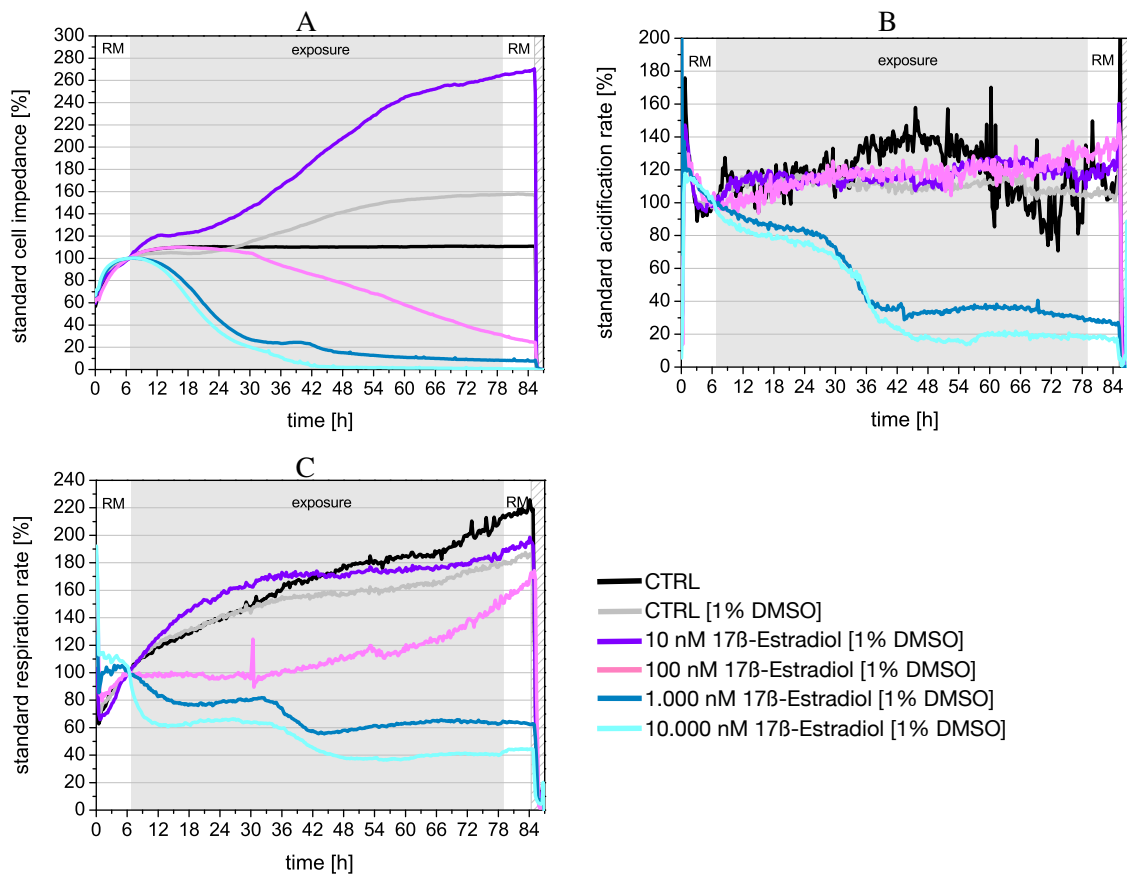 A
standard cell impedance [%]
300
280
260
240
220
200
180
160
140
120
100
80
60
40
20
0
RM
exposure
RM
0 6 12 18 24 30 36 42 48 54 60 66 72 78 84
time [h]
B
standard acidification rate [%]
200
180
160
140
120
100
80
60
40
20
0
RM
exposure
RM
0 6 12 18 24 30 36 42 48 54 60 66 72 78 84
time [h]
C
standard respiration rate [%]
240
220
200
180
160
140
120
100
80
60
40
20
0
RM
exposure
RM
0 6 12 18 24 30 36 42 48 54 60 66 72 78 84
time [h]
CTRL
CTRL [1% DMSO]
10 nM 17ß-Estradiol [1% DMSO]
100 nM 17ß-Estradiol [1% DMSO]
1.000 nM 17ß-Estradiol [1% DMSO]
10.000 nM 17ß-Estradiol [1% DMSO]